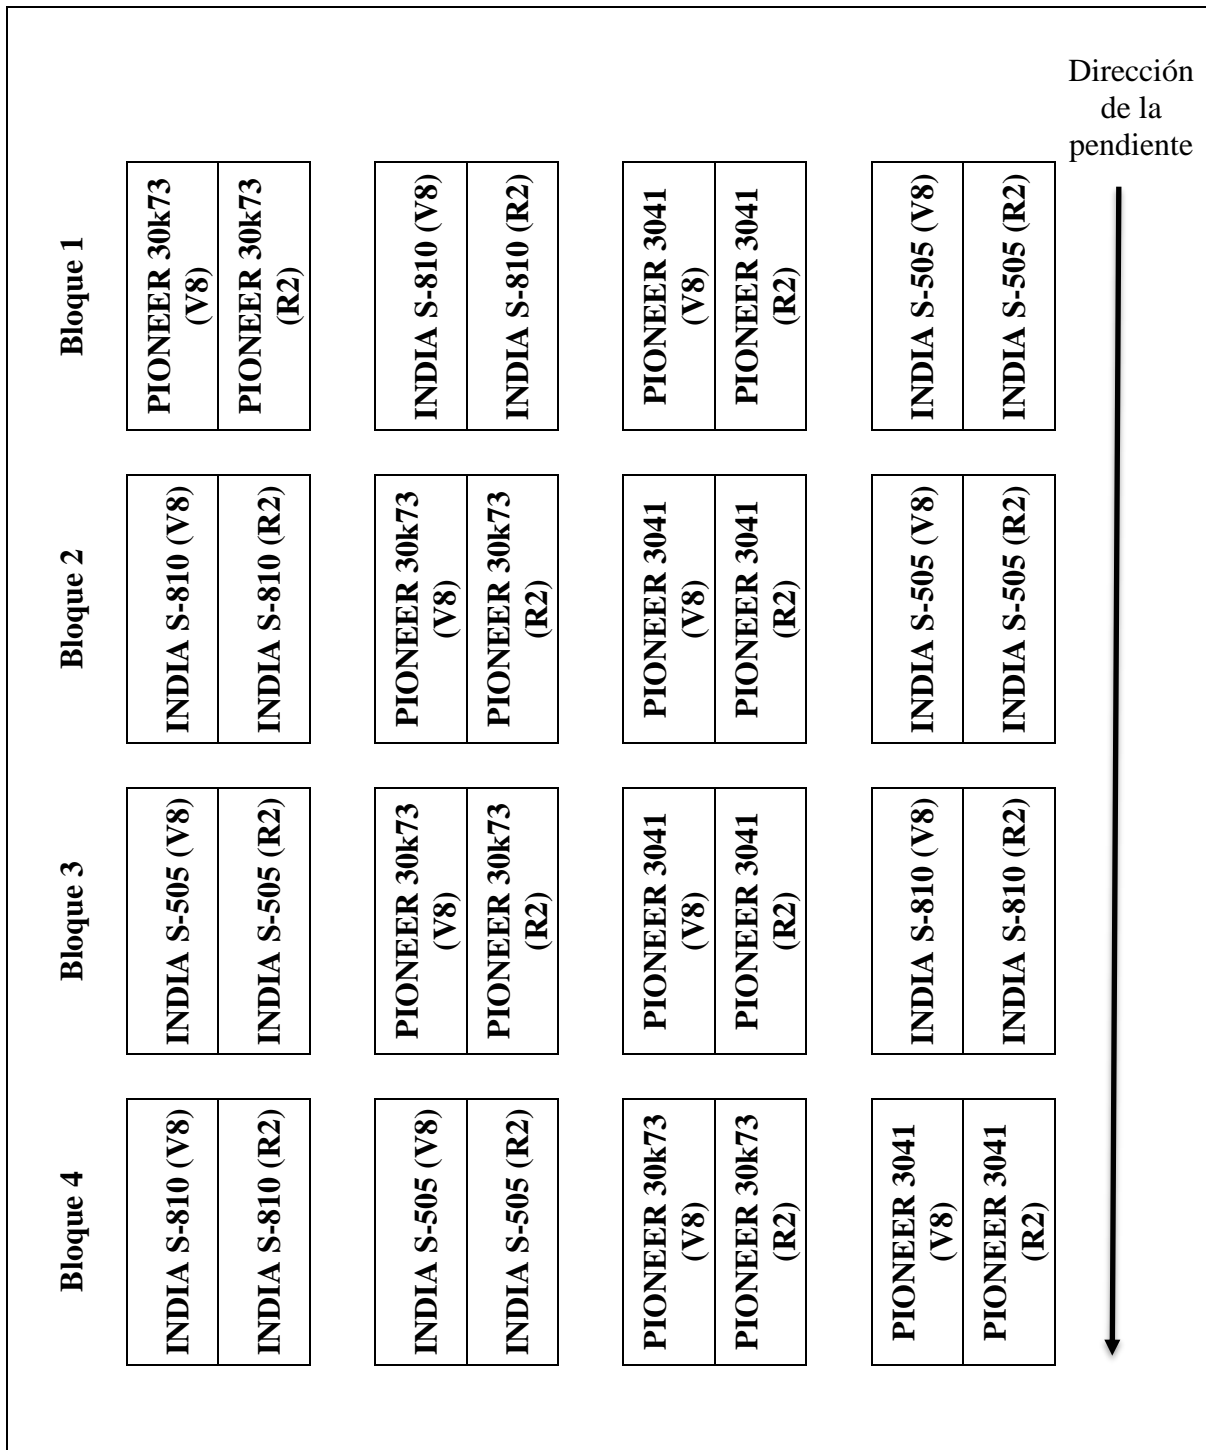 Dirección
de la
pendiente
Bloque 1
PIONEER 30k73
(V8)
PIONEER 30k73
(R2)
INDIA S-810 (V8)
INDIA S-810 (R2)
PIONEER 3041
(V8)
PIONEER 3041
(R2)
INDIA S-505 (V8)
INDIA S-505 (R2)
Bloque 2
INDIA S-810 (V8)
INDIA S-810 (R2)
PIONEER 30k73
(V8)
PIONEER 30k73
(R2)
PIONEER 3041
(V8)
PIONEER 3041
(R2)
INDIA S-505 (V8)
INDIA S-505 (R2)
Bloque 3
INDIA S-505 (V8)
INDIA S-505 (R2)
PIONEER 30k73
(V8)
PIONEER 30k73
(R2)
PIONEER 3041
(V8)
PIONEER 3041
(R2)
INDIA S-810 (V8)
INDIA S-810 (R2)
Bloque 4
INDIA S-810 (V8)
INDIA S-810 (R2)
INDIA S-505 (V8)
INDIA S-505 (R2)
PIONEER 30k73
(V8)
PIONEER 30k73
(R2)
PIONEER 3041
(V8)
PIONEER 3041
(R2)